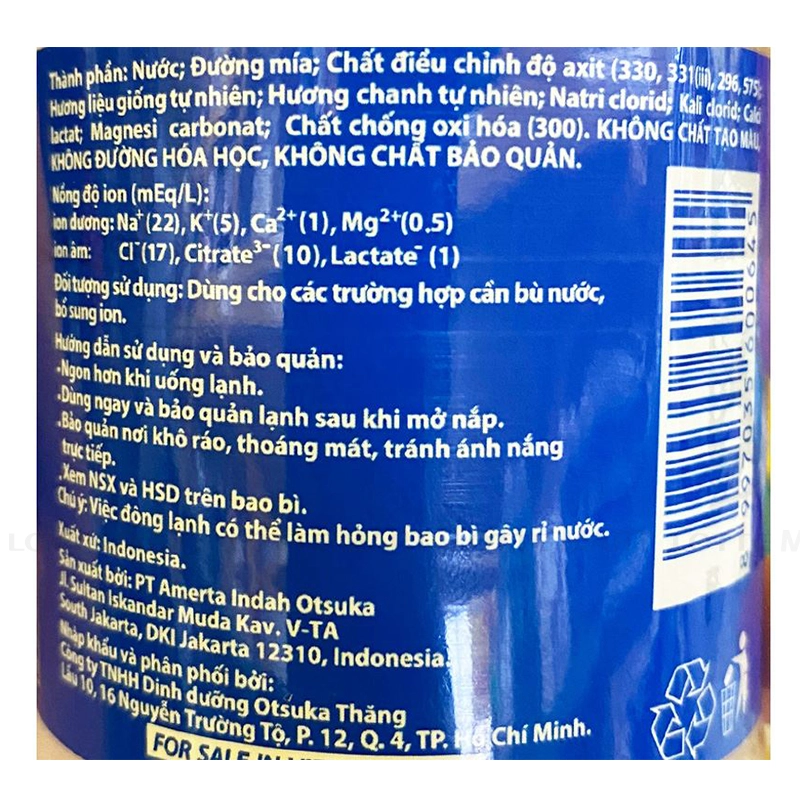 Thành phần: Nước; Đường mía; Chất điều chỉnh độ axit (330, 331(iii), 296, 575);
Hương liệu giống tự nhiên; Hương chanh tự nhiên; Natri clorid; Kali clorid; Calci
lactat; Magnesi carbonat; Chất chống oxi hóa (300). KHÔNG CHẤT TẠO MÀU,
KHÔNG ĐƯỜNG HÓA HỌC, KHÔNG CHẤT BẢO QUẢN.
Nồng độ ion (mEq/L):
ion dương: Na⁺(22), K⁺(5), Ca²⁺(1), Mg²⁺(0.5)
ion âm: Cl⁻(17), Citrate³⁻(10), Lactate⁻ (1)
Đối tượng sử dụng: Dùng cho các trường hợp cần bù nước,
bổ sung ion.
Hướng dẫn sử dụng và bảo quản:
.Ngon hơn khi uống lạnh.
.Dùng ngay và bảo quản lạnh sau khi mở nắp.
.Bảo quản nơi khô ráo, thoáng mát, tránh ánh nắng
trực tiếp.
.Xem NSX và HSD trên bao bì.
Chú ý: Việc đông lạnh có thể làm hỏng bao bì gây rỉ nước.
Xuất xứ: Indonesia.
Sản xuất bởi: PT Amerta Indah Otsuka
Jl. Sultan Iskandar Muda Kav. V-TA
South Jakarta, DKI Jakarta 12310, Indonesia.
Nhập khẩu và phân phối bởi:
Công ty TNHH Dinh dưỡng Otsuka Thăng
Lầu 10, 16 Nguyễn Trường Tộ, P. 12, Q. 4, TP. Hồ Chí Minh.
FOR SALE IN
8 997035 600645